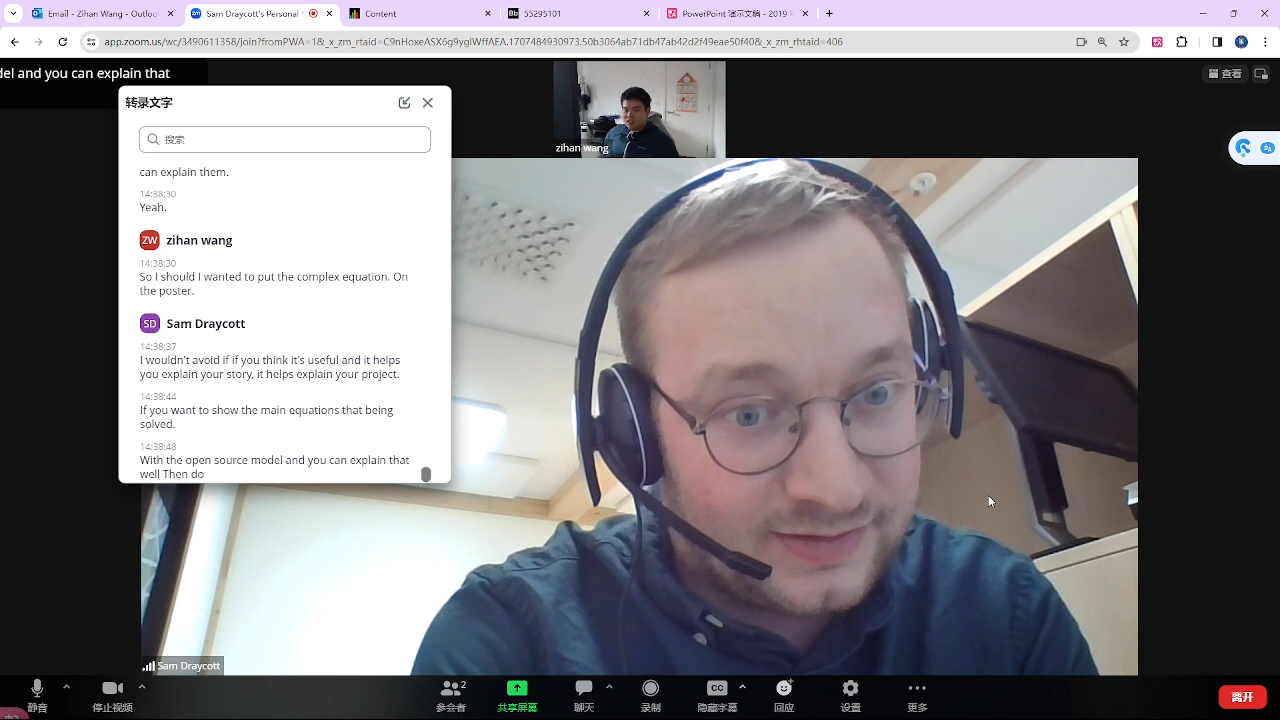 Email - Zihan Wang - Outloo
Sam Draycott's Personal
Content
Bb
55295101
PowerPoint 演示文稿 - 2019
app.zoom.us/wc/3490611358/join?fromPWA=1&_x_zm_rtaid=C9nHoxeASX6g9yglWffAEA.1707484930973.50b3064ab71db47ab42d2f49eae50f40&_x_zm_rhtaid=406
del and you can explain that
查看
转录文字
搜索
can explain them.
14:38:30
Yeah.
ZW
zihan wang
14:38:30
So I should I wanted to put the complex equation. On
the poster.
SD
Sam Draycott
14:38:37
I wouldn't avoid if if you think it's useful and it helps
you explain your story, it helps explain your project.
14:38:44
If you want to show the main equations that being
solved.
14:38:48
With the open source model and you can explain that
well Then do
zihan wang
Sam Draycott
静音
停止视频
2
参会者
共享屏幕
聊天
录制
CC
隐藏字幕
回应
设置
更多
离开